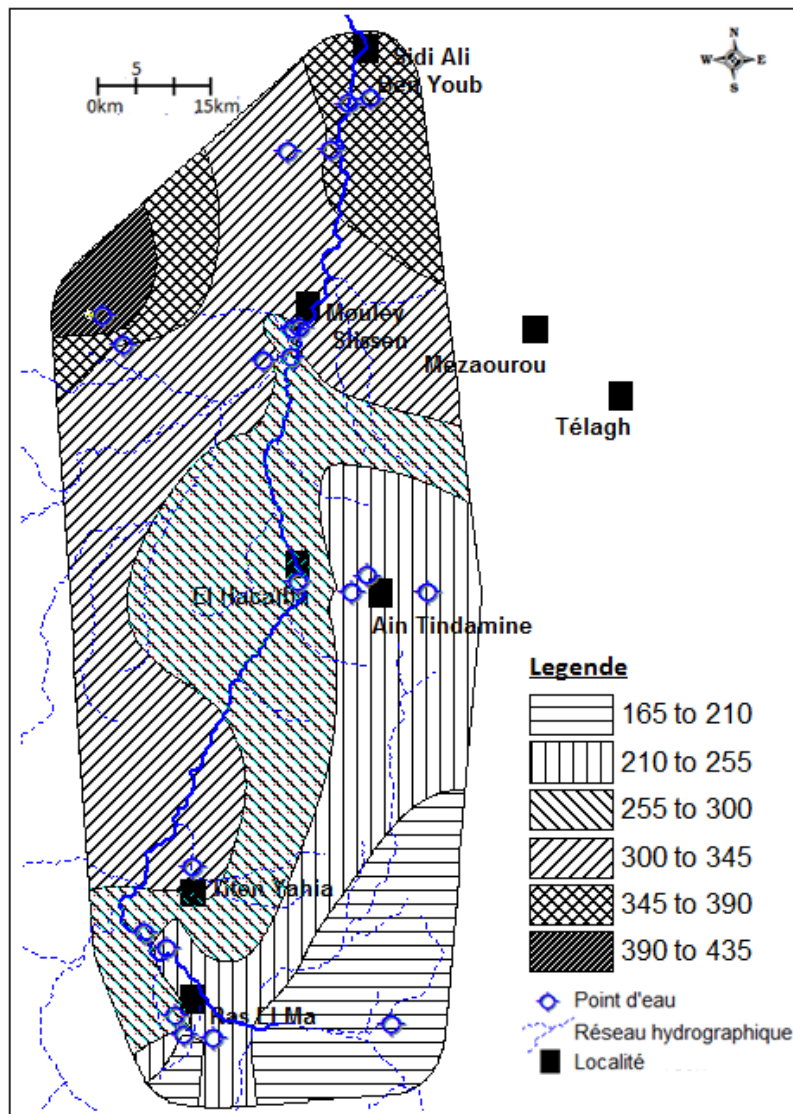 N
W E
S
5
0km 15km
Sidi Ali
Ben Youb
Mouley
Slissen
Mezaourou
Télagh
El Hacaiba
Ain Tindamine
Titen Yahia
Ras El Ma
Legende
165 to 210
210 to 255
255 to 300
300 to 345
345 to 390
390 to 435
Point d'eau
Réseau hydrographique
Localité